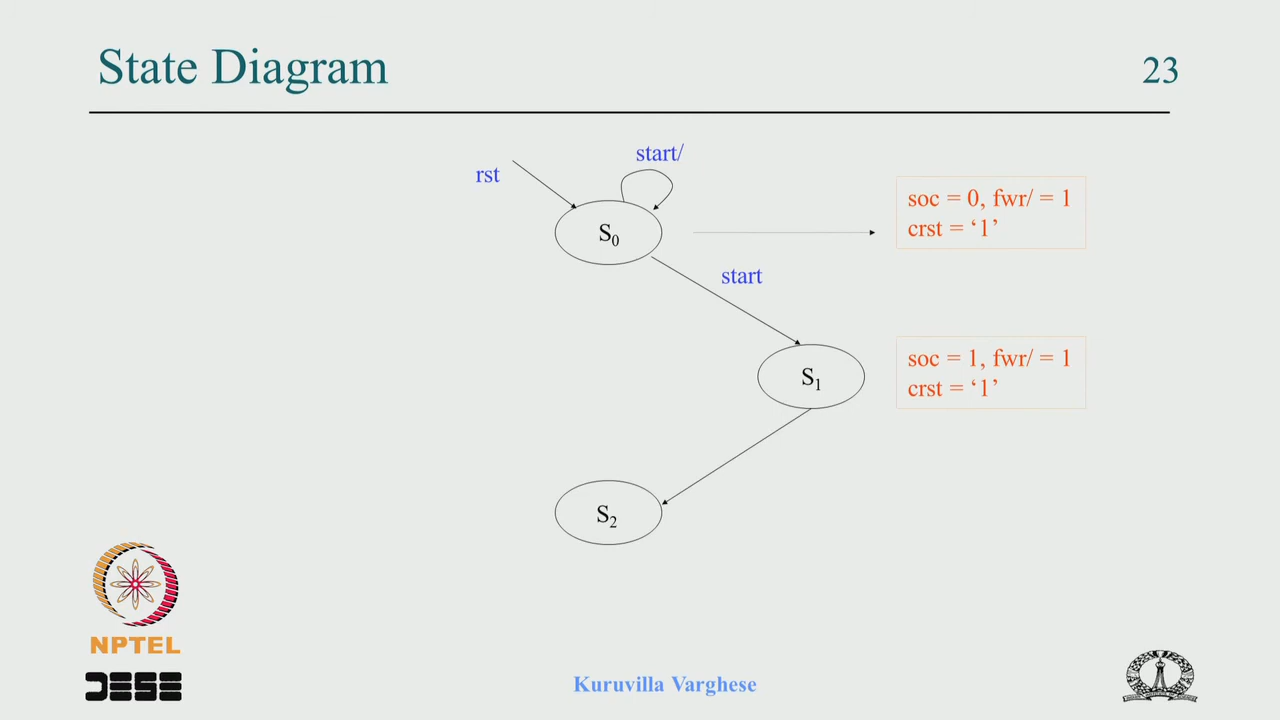 State Diagram
23
start/
rst
S₀
soc = 0, fwr/ = 1
crst = ‘1’
start
S₁
soc = 1, fwr/ = 1
crst = ‘1’
S₂
NPTEL
DESE
Kuruvilla Varghese